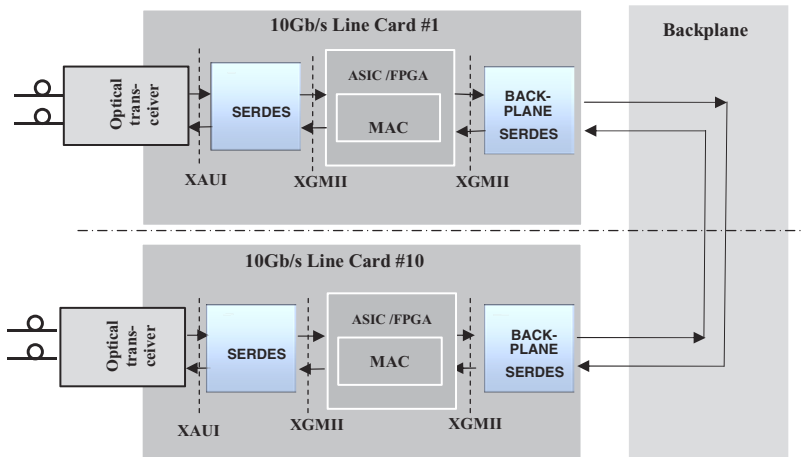 10Gb/s Line Card #1
Backplane
Optical
trans-
ceiver
SERDES
ASIC /FPGA
MAC
BACK-
PLANE
SERDES
XAUI
XGMII
XGMII
10Gb/s Line Card #10
Optical
trans-
ceiver
SERDES
ASIC /FPGA
MAC
BACK-
PLANE
SERDES
XAUI
XGMII
XGMII